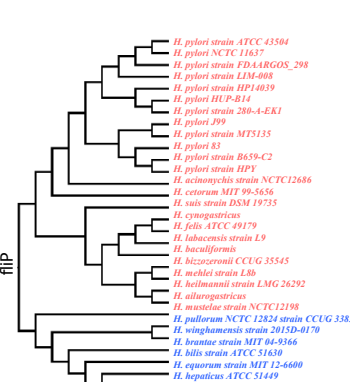 H. pylori strain ATCC 43504
H. pylori NCTC 11637
H. pylori strain FDAARGOS_298
H. pylori strain LIM-008
H. pylori strain HP14039
H. pylori HUP-B14
H. pylori strain 280-A-EK1
H. pylori J99
H. pylori strain MT5135
H. pylori 83
H. pylori strain B659-C2
H. pylori strain HPY
H. acinonychis strain NCTC12686
H. cetorum MIT 99-5656
H. suis strain DSM 19735
H. cynogastricus
H. felis ATCC 49179
H. labacensis strain L9
H. baculiformis
H. bizzozeronii CCUG 35545
H. mehlei strain L8b
H. heilmannii strain LMG 26292
H. ailurogastricus
H. mustelae strain NCTC12198
fliP
H. pullorum NCTC 12824 strain CCUG 338
H. winghamensis strain 2015D-0170
H. brantae strain MIT 04-9366
H. bilis strain ATCC 51630
H. equorum strain MIT 12-6600
H. hepaticus ATCC 51449